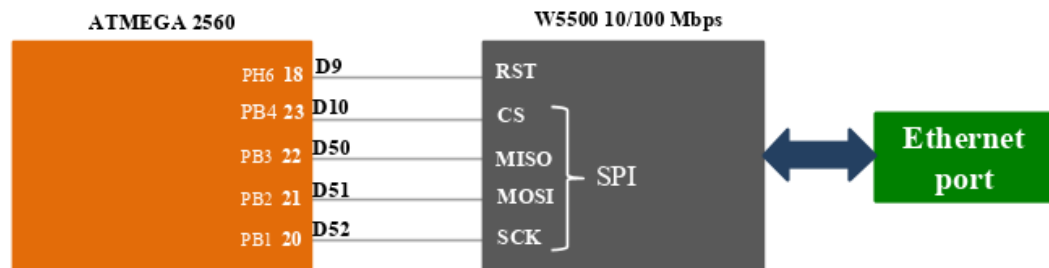 ATMEGA 2560
W5500 10/100 Mbps
PH6 18 D9 RST
PB4 23 D10 CS
PB3 22 D50 MISO
PB2 21 D51 MOSI
PB1 20 D52 SCK
SPI
Ethernet
port